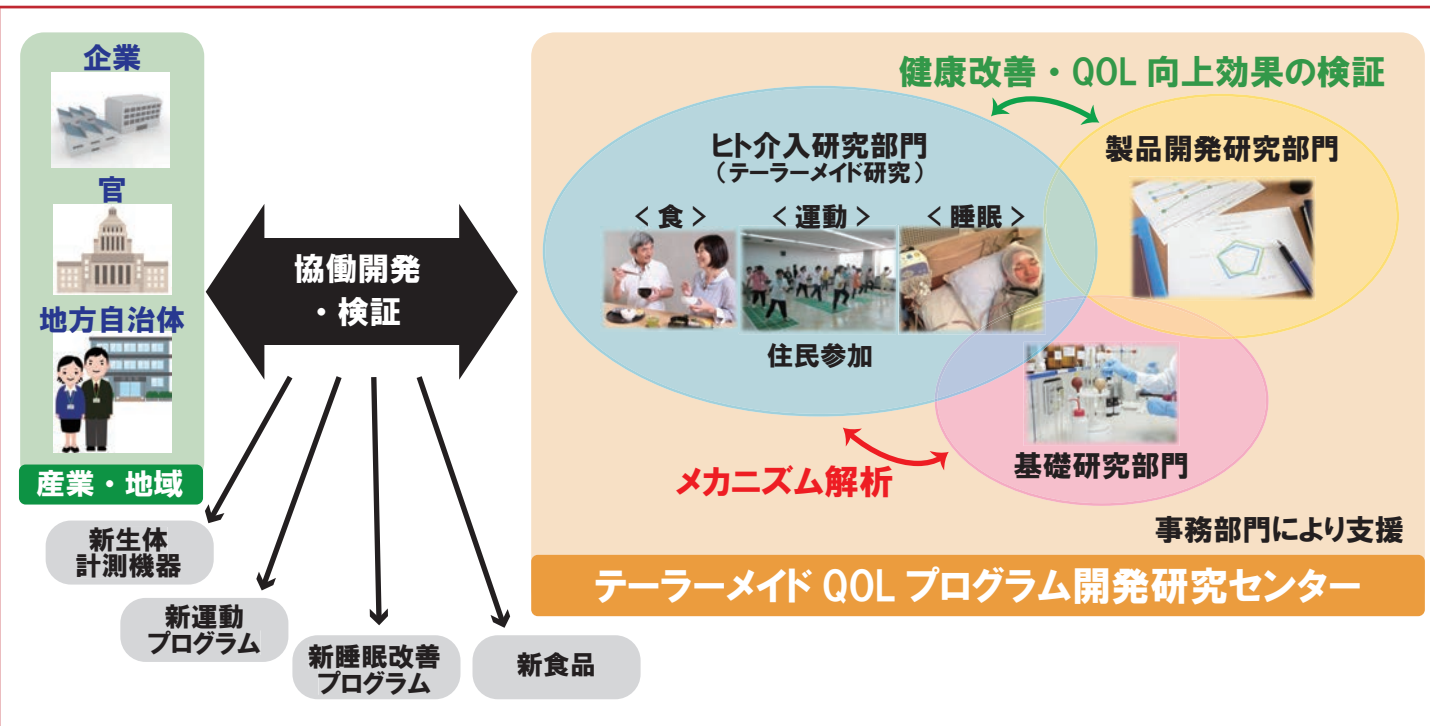 企業
官
地方自治体
産業・地域
協働開発
・検証
新生体
計測機器
新運動
プログラム
新睡眠改善
プログラム
新食品
健康改善・QOL 向上効果の検証
ヒト介入研究部門
（テーラーメイド研究）
＜食＞ ＜運動＞ ＜睡眠＞
住民参加
製品開発研究部門
基礎研究部門
メカニズム解析
事務部門により支援
テーラーメイド QOL プログラム開発研究センター